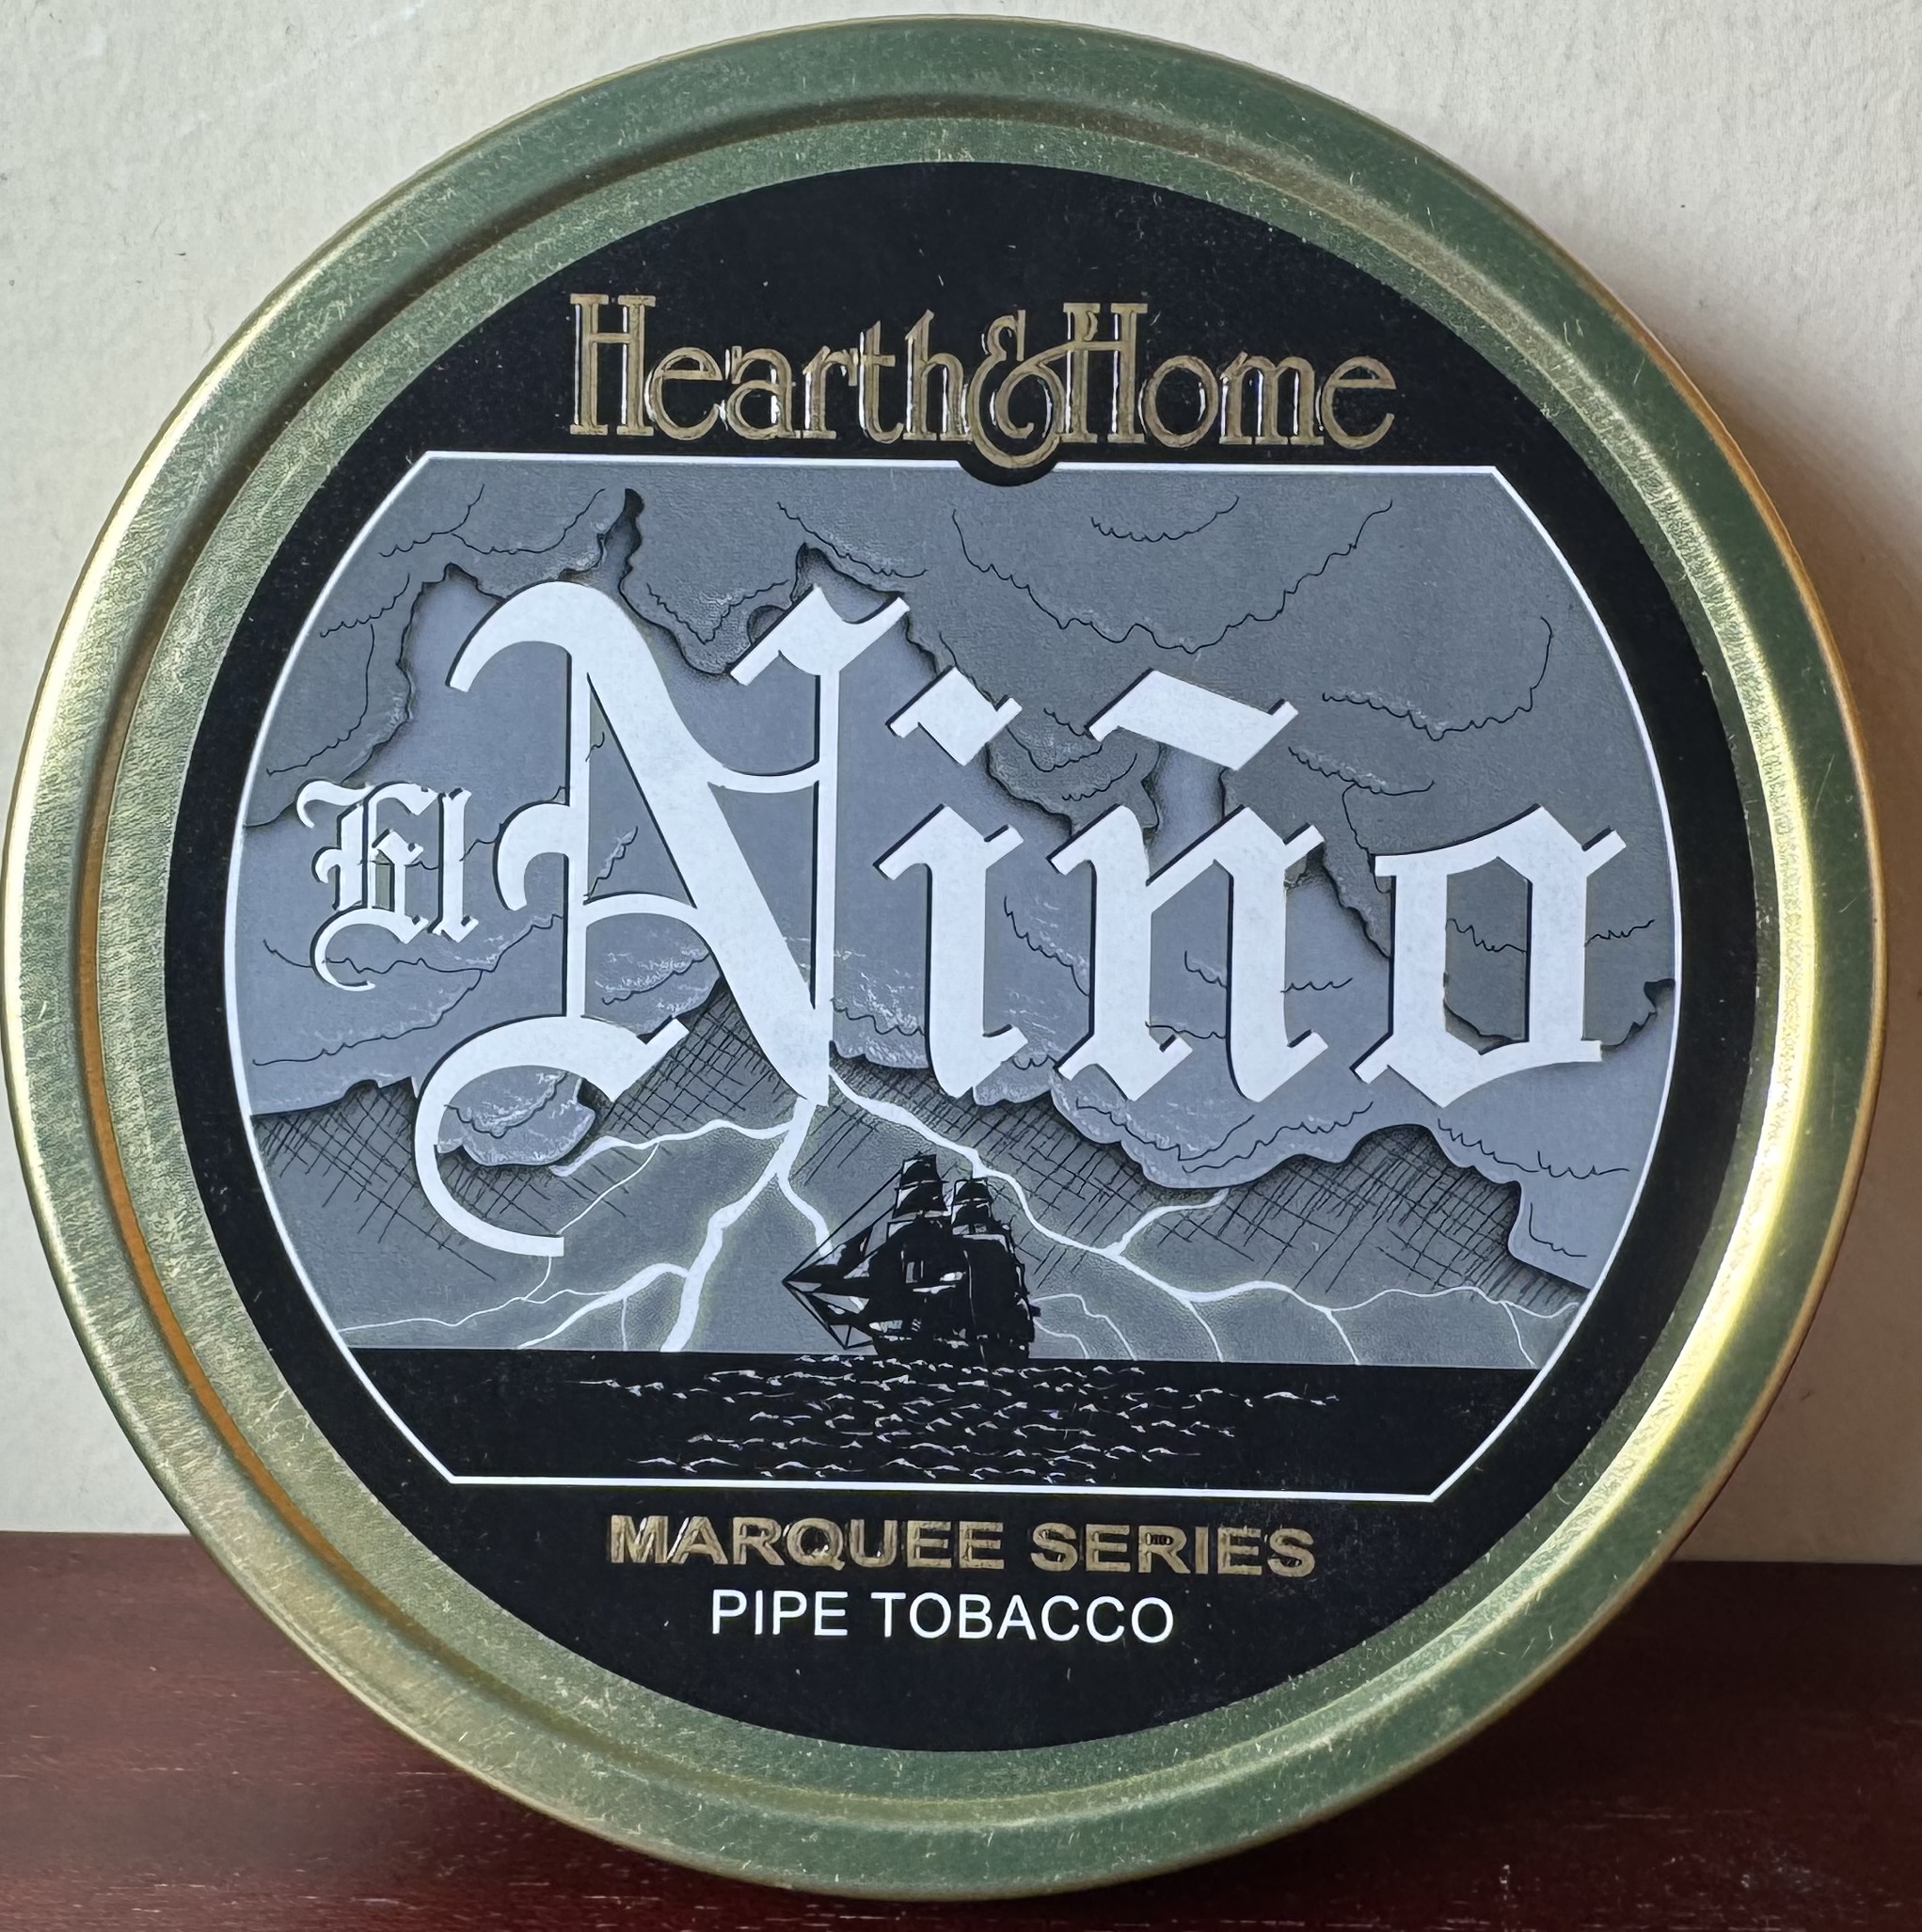 Hearth & Home
El Niño
MARQUEE SERIES
PIPE TOBACCO